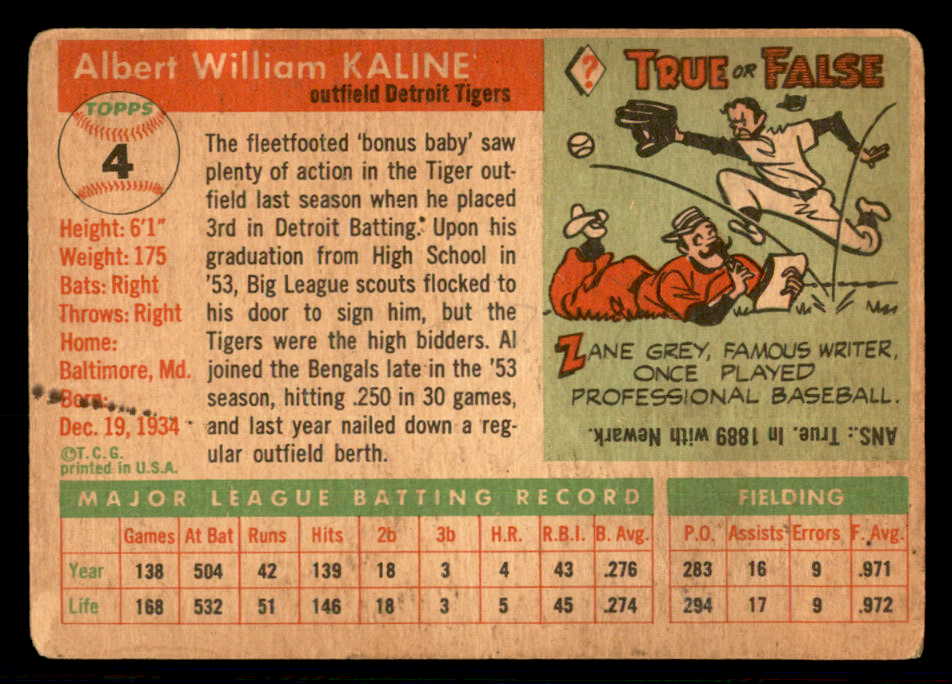 Albert William KALINE
outfield Detroit Tigers
TOPPS
4
Height: 6'1"
Weight: 175
Bats: Right
Throws: Right
Home:
Baltimore, Md.
Born:
Dec. 19, 1934
©T.C.G.
printed in U.S.A.
The fleetfooted 'bonus baby' saw
plenty of action in the Tiger out-
field last season when he placed
3rd in Detroit Batting. Upon his
graduation from High School in
'53, Big League scouts flocked to
his door to sign him, but the
Tigers were the high bidders. Al
joined the Bengals late in the '53
season, hitting .250 in 30 games,
and last year nailed down a reg-
ular outfield berth.
?
TRUE OR FALSE
ZANE GREY, FAMOUS WRITER,
ONCE PLAYED
PROFESSIONAL BASEBALL.
ANS.: True. In 1889 with Newark.
MAJOR LEAGUE BATTING RECORD
FIELDING
Games At Bat Runs Hits 2b 3b H.R. R.B.I. B. Avg. P.O. Assists Errors F. Avg.
Year 138 504 42 139 18 3 4 43 .276 283 16 9 .971
Life 168 532 51 146 18 3 5 45 .274 294 17 9 .972